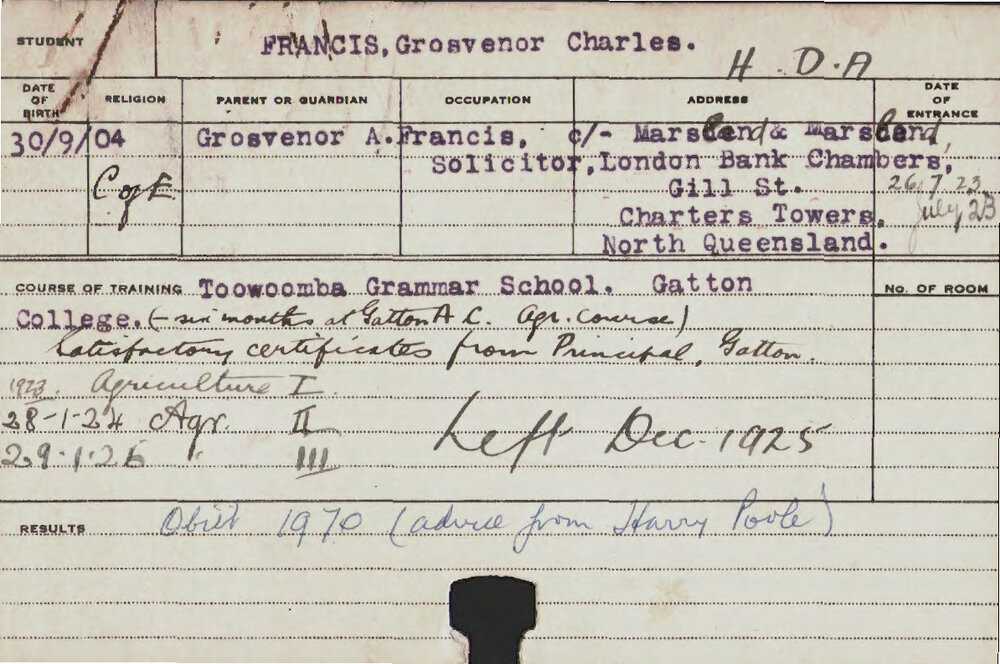 STUDENT FRANCIS, Grosvenor Charles.
H.D.A
DATE OF BIRTH RELIGION PARENT OR GUARDIAN OCCUPATION ADDRESS DATE OF ENTRANCE
30/9/04 Grosvenor A. Francis, c/- Marsland & Marsland,
Solicitor, London Bank Chambers,
C of E Gill St. 26.7.23
Charters Towers. July 23
North Queensland.
COURSE OF TRAINING Toowoomba Grammar School. Gatton No. OF ROOM
College. (- six months at Gatton A C. Agr. course)
Satisfactory certificates from Principal, Gatton.
1923. Agriculture I
28-1-24 Agr. II
29.1.25 " III
Left Dec. 1925
RESULTS Obiit 1970 (advice from Harry Poole)